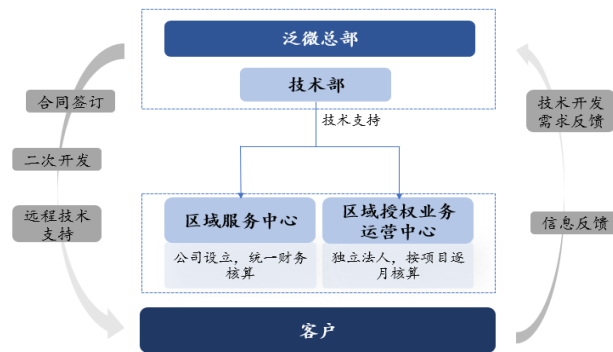 泛微总部
技术部
技术支持
合同签订
二次开发
远程技术
支持
技术开发
需求反馈
信息反馈
区域服务中心
公司设立，统一财务
核算
区域授权业务
运营中心
独立法人，按项目逐
月核算
客户